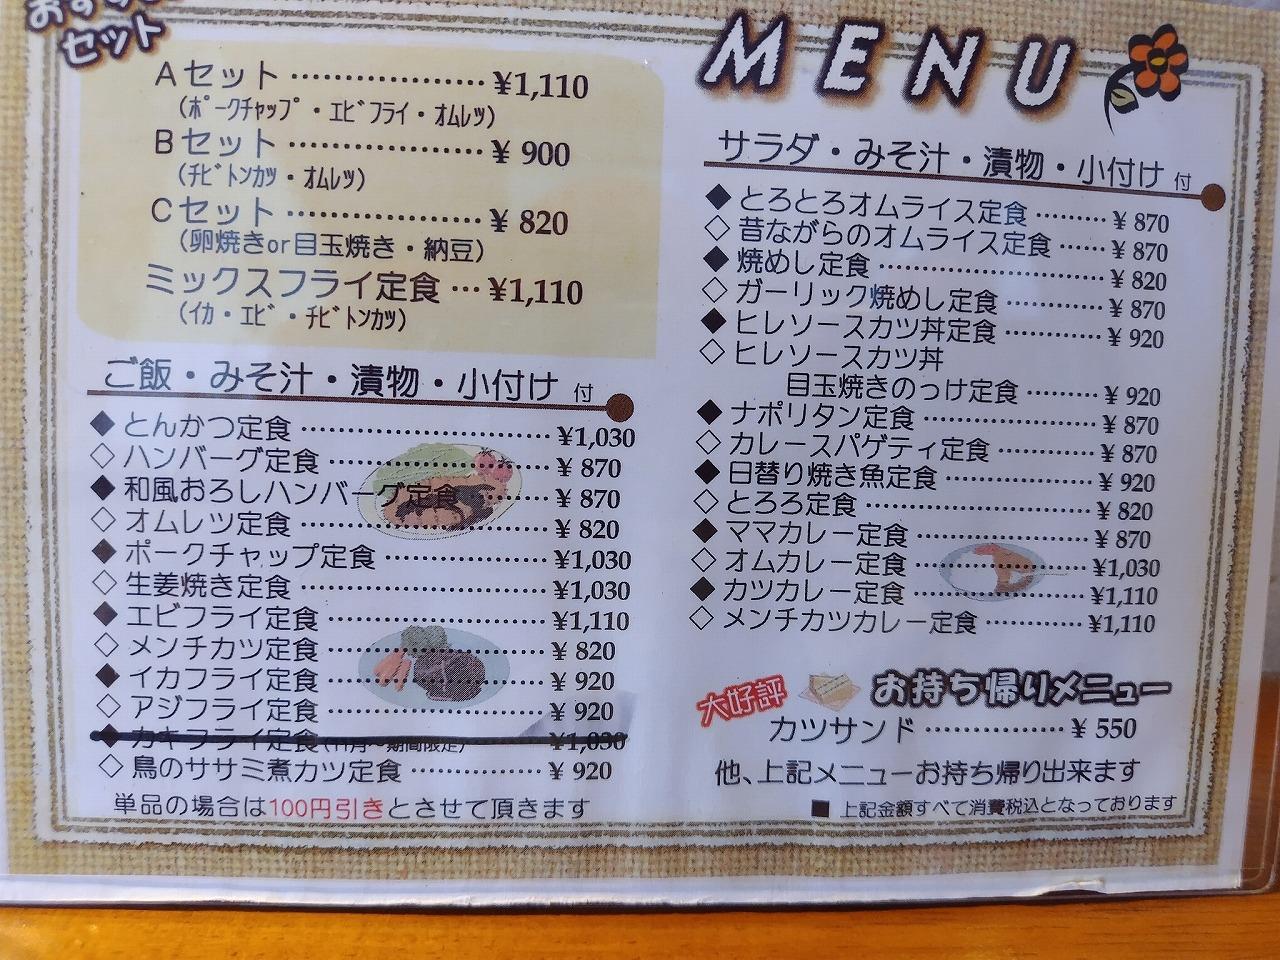 おすすめ
セット
Aセット ……………… ¥1,110
(ﾎﾟｰｸﾁｬｯﾌﾟ・ｴﾋﾞﾌﾗｲ・ｵﾑﾚﾂ)
Bセット ……………… ¥ 900
(ﾁﾋﾞﾄﾝｶﾂ・ｵﾑﾚﾂ)
Cセット ……………… ¥ 820
(卵焼きor目玉焼き・納豆)
ミックスフライ定食 … ¥1,110
(ｲｶ・ｴﾋﾞ・ﾁﾋﾞﾄﾝｶﾂ)
ご飯・みそ汁・漬物・小付け 付
◆ とんかつ定食 ……………… ¥1,030
◇ ハンバーグ定食 ……………… ¥ 870
◆ 和風おろしハンバーグ定食 ……… ¥ 870
◇ オムレツ定食 ……………… ¥ 820
◆ ポークチャップ定食 ……………… ¥1,030
◇ 生姜焼き定食 ……………… ¥1,030
◆ エビフライ定食 ……………… ¥1,110
◇ メンチカツ定食 ……………… ¥ 820
◆ イカフライ定食 ……………… ¥ 920
◇ アジフライ定食 ……………… ¥ 920
◆ カキフライ定食(11月～期間限定) ……… ¥1,030
◇ 鳥のササミ煮カツ定食 ………… ¥ 920
単品の場合は100円引きとさせて頂きます
MENU
サラダ・みそ汁・漬物・小付け 付
◆ とろとろオムライス定食 ……… ¥ 870
◇ 昔ながらのオムライス定食 …… ¥ 870
◆ 焼めし定食 ……………… ¥ 820
◇ ガーリック焼めし定食 ………… ¥ 870
◆ ヒレソースカツ丼定食 ………… ¥ 920
◇ ヒレソースカツ丼
目玉焼きのっけ定食 ……… ¥ 920
◆ ナポリタン定食 ……………… ¥ 870
◇ カレースパゲティ定食 ………… ¥ 870
◆ 日替り焼き魚定食 ……………… ¥ 920
◇ とろろ定食 ……………… ¥ 820
◆ ママカレー定食 ……………… ¥ 870
◇ オムカレー定食 ……………… ¥1,030
◆ カツカレー定食 ……………… ¥1,110
◇ メンチカツカレー定食 ………… ¥1,110
大好評 お持ち帰りメニュー
カツサンド ……………… ¥ 550
他、上記メニューお持ち帰り出来ます
■ 上記金額すべて消費税込となっております